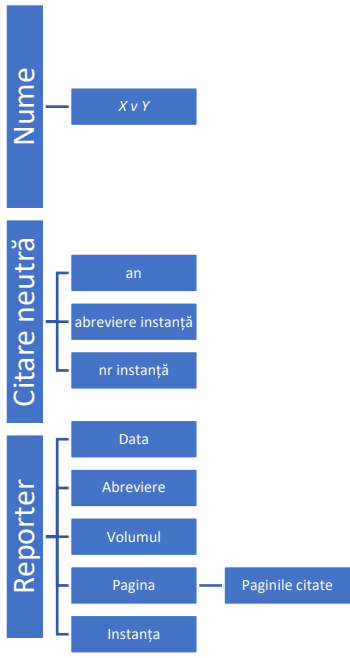 Nume
X v Y
Citare neutră
an
abreviere instanță
nr instanță
Reporter
Data
Abreviere
Volumul
Pagina
Paginile citate
Instanța